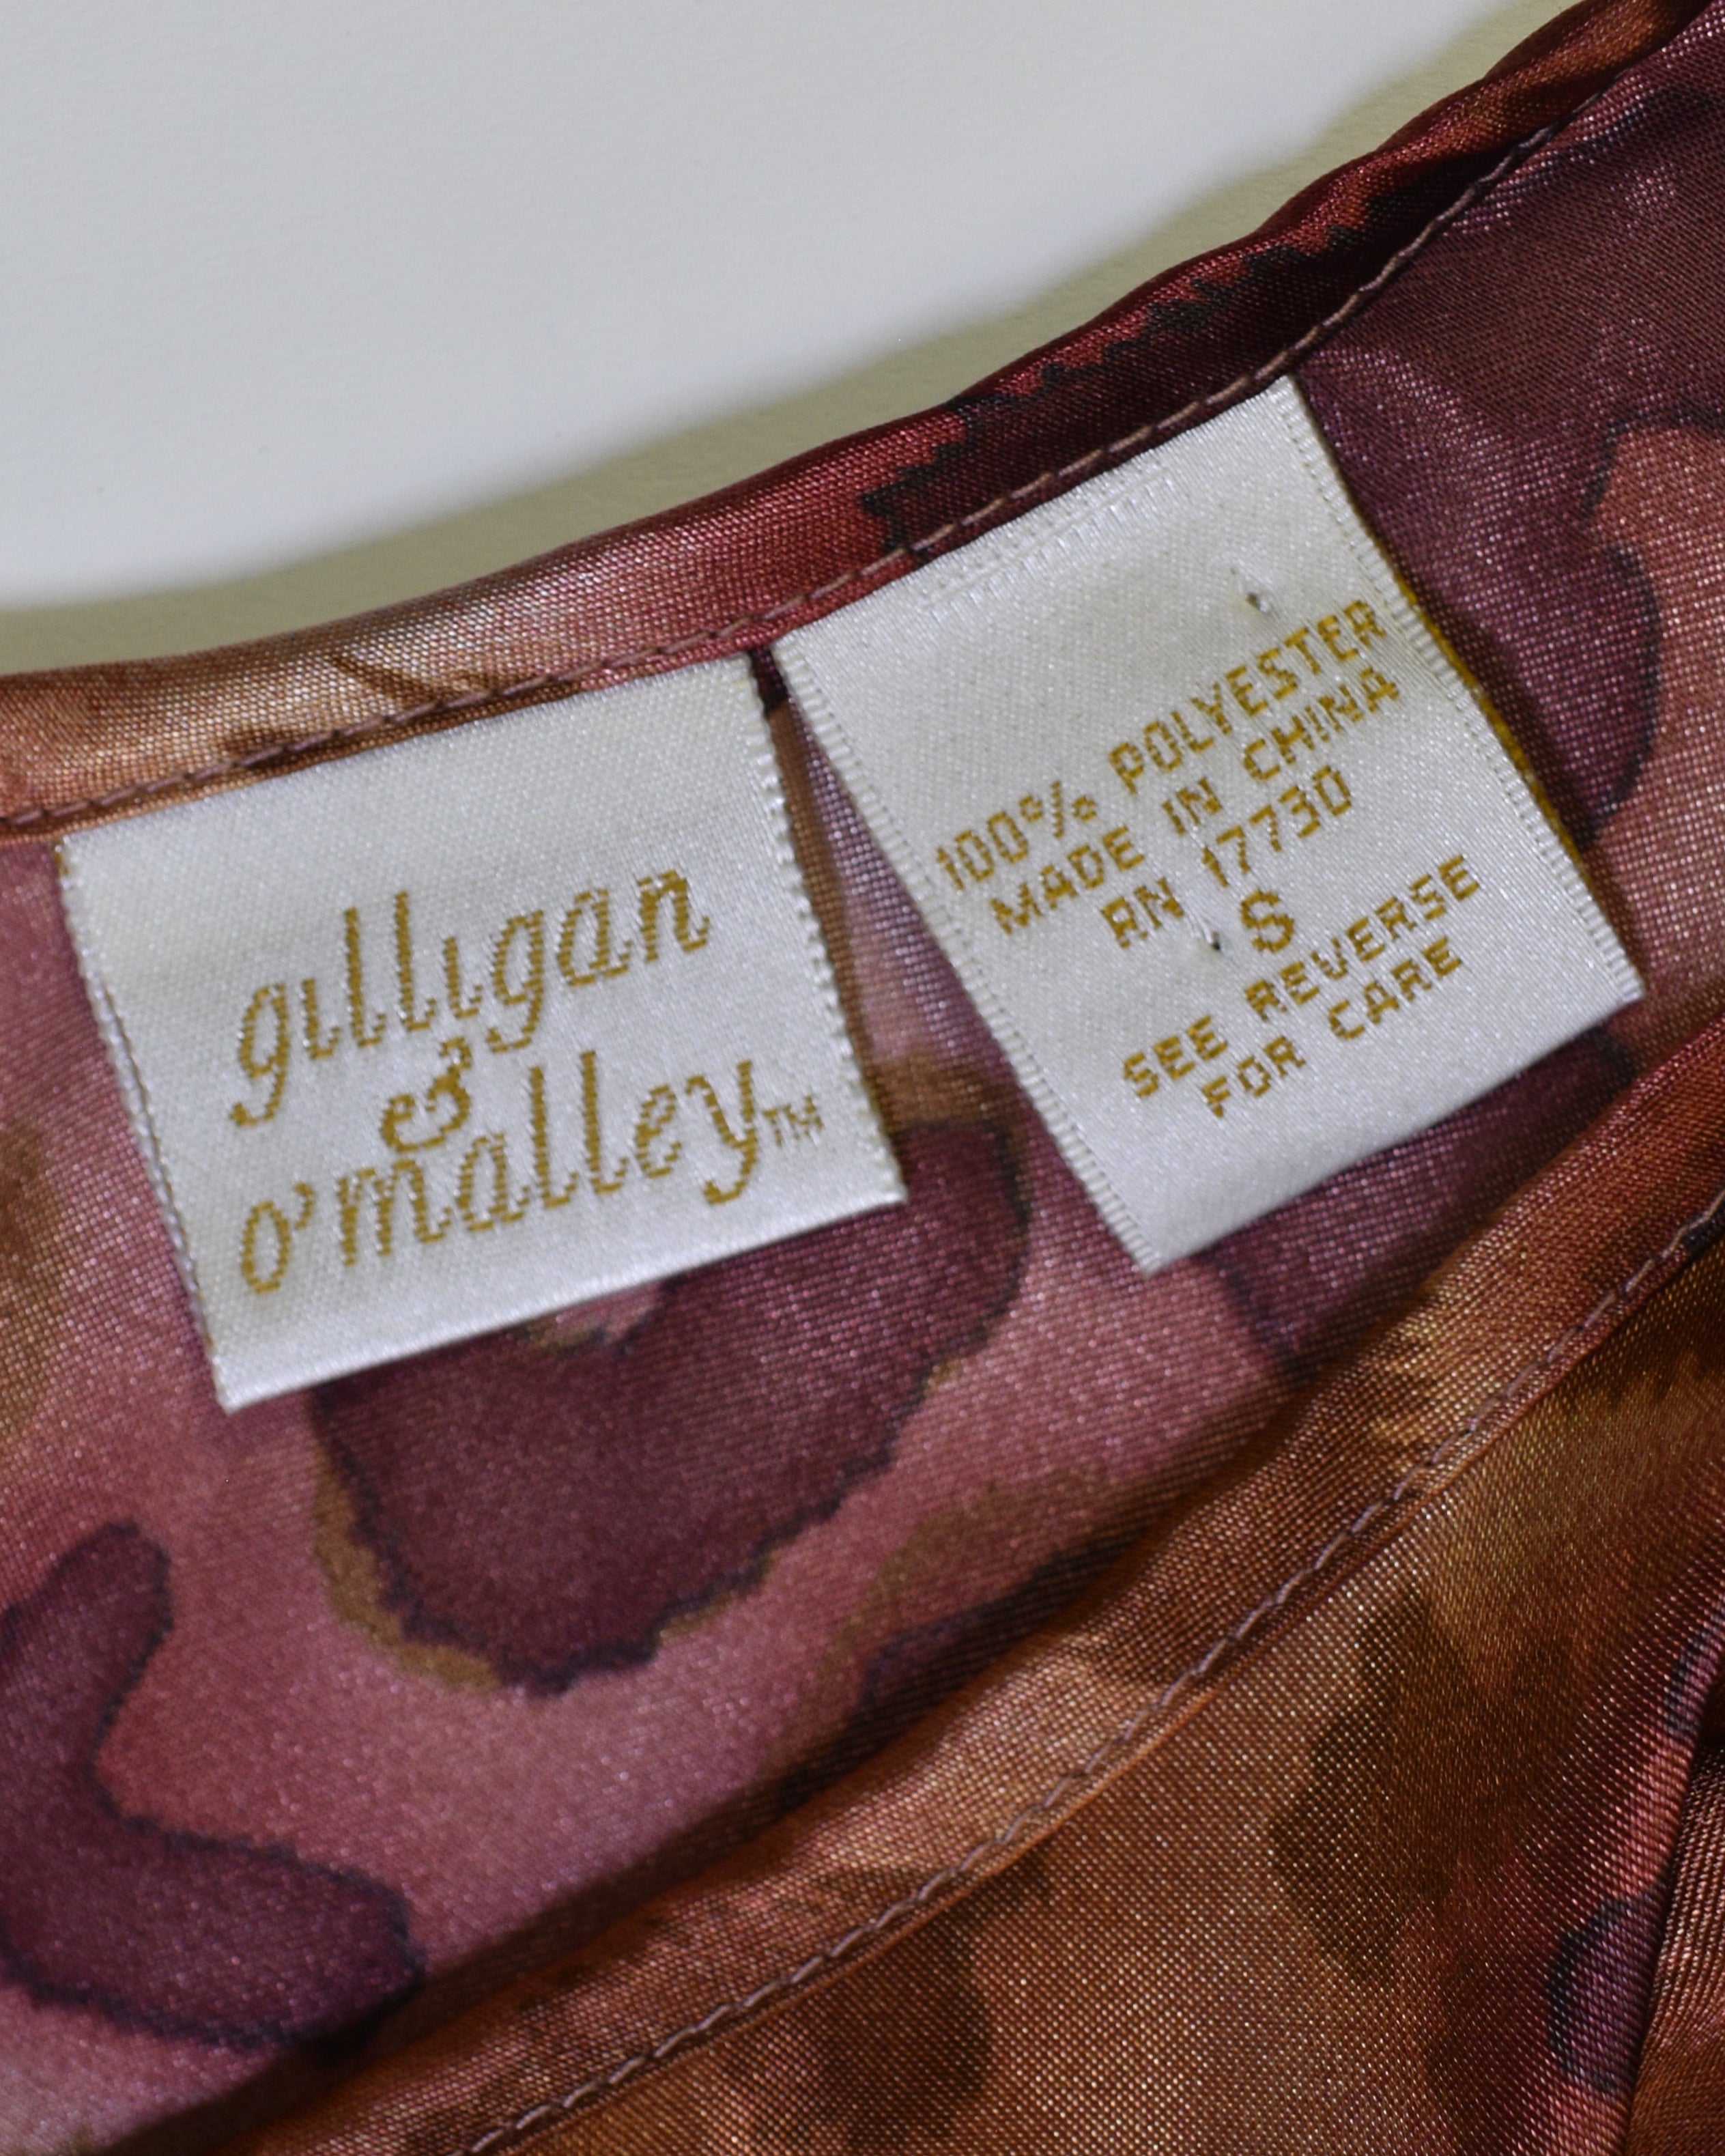 gilligan
&
o'malley™
100% POLYESTER
MADE IN CHINA
RN 17730
S
SEE REVERSE
FOR CARE